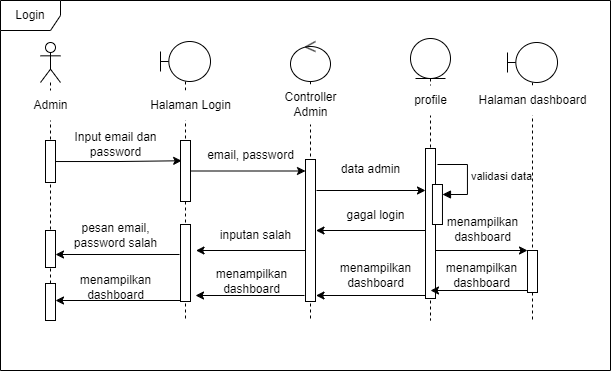 Login
Admin
Halaman Login
Controller
Admin
profile
Halaman dashboard
Input email dan
password
email, password
data admin
validasi data
gagal login
pesan email,
password salah
inputan salah
menampilkan
dashboard
menampilkan
dashboard
menampilkan
dashboard
menampilkan
dashboard
menampilkan
dashboard